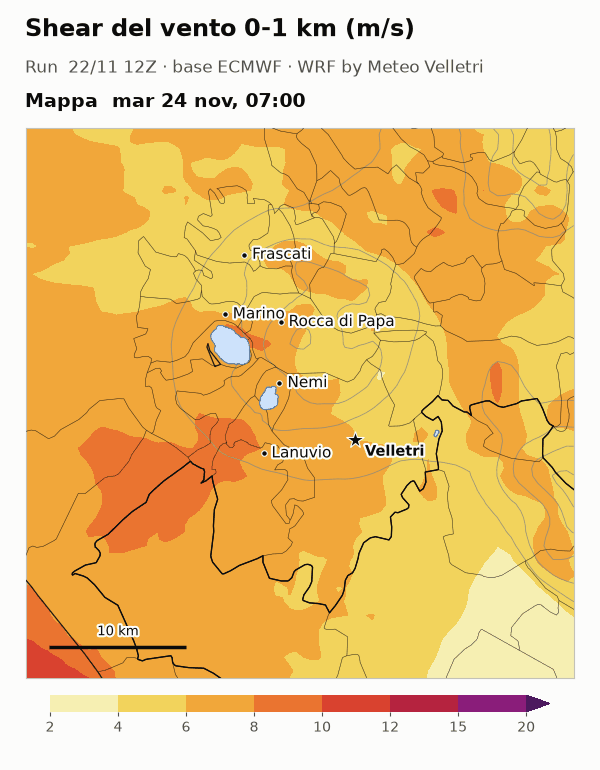 Shear del vento 0-1 km (m/s)
Run  22/11 12Z · base ECMWF · WRF by Meteo Velletri
Mappa  mar 24 nov, 07:00
Frascati
Marino
Rocca di Papa
Nemi
Velletri
Lanuvio
10 km
2 4 6 8 10 12 15 20